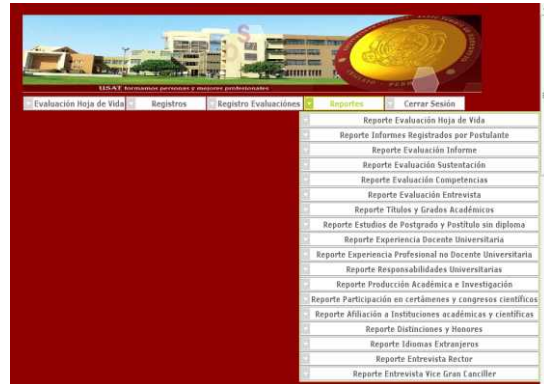 USAT formamos personas y mejores profesionales
Evaluación Hoja de Vida Registros Registro Evaluaciónes Reportes Cerrar Sesión
Reporte Evaluación Hoja de Vida
Reporte Informes Registrados por Postulante
Reporte Evaluación Informe
Reporte Evaluación Sustentación
Reporte Evaluación Competencias
Reporte Evaluación Entrevista
Reporte Títulos y Grados Académicos
Reporte Estudios de Postgrado y Postítulo sin diploma
Reporte Experiencia Docente Universitaria
Reporte Experiencia Profesional no Docente Universitaria
Reporte Responsabilidades Universitarias
Reporte Producción Académica e Investigación
Reporte Participación en certámenes y congresos científicos
Reporte Afiliación a Instituciones académicas y científicas
Reporte Distinciones y Honores
Reporte Idiomas Extranjeros
Reporte Entrevista Rector
Reporte Entrevista Vice Gran Canciller